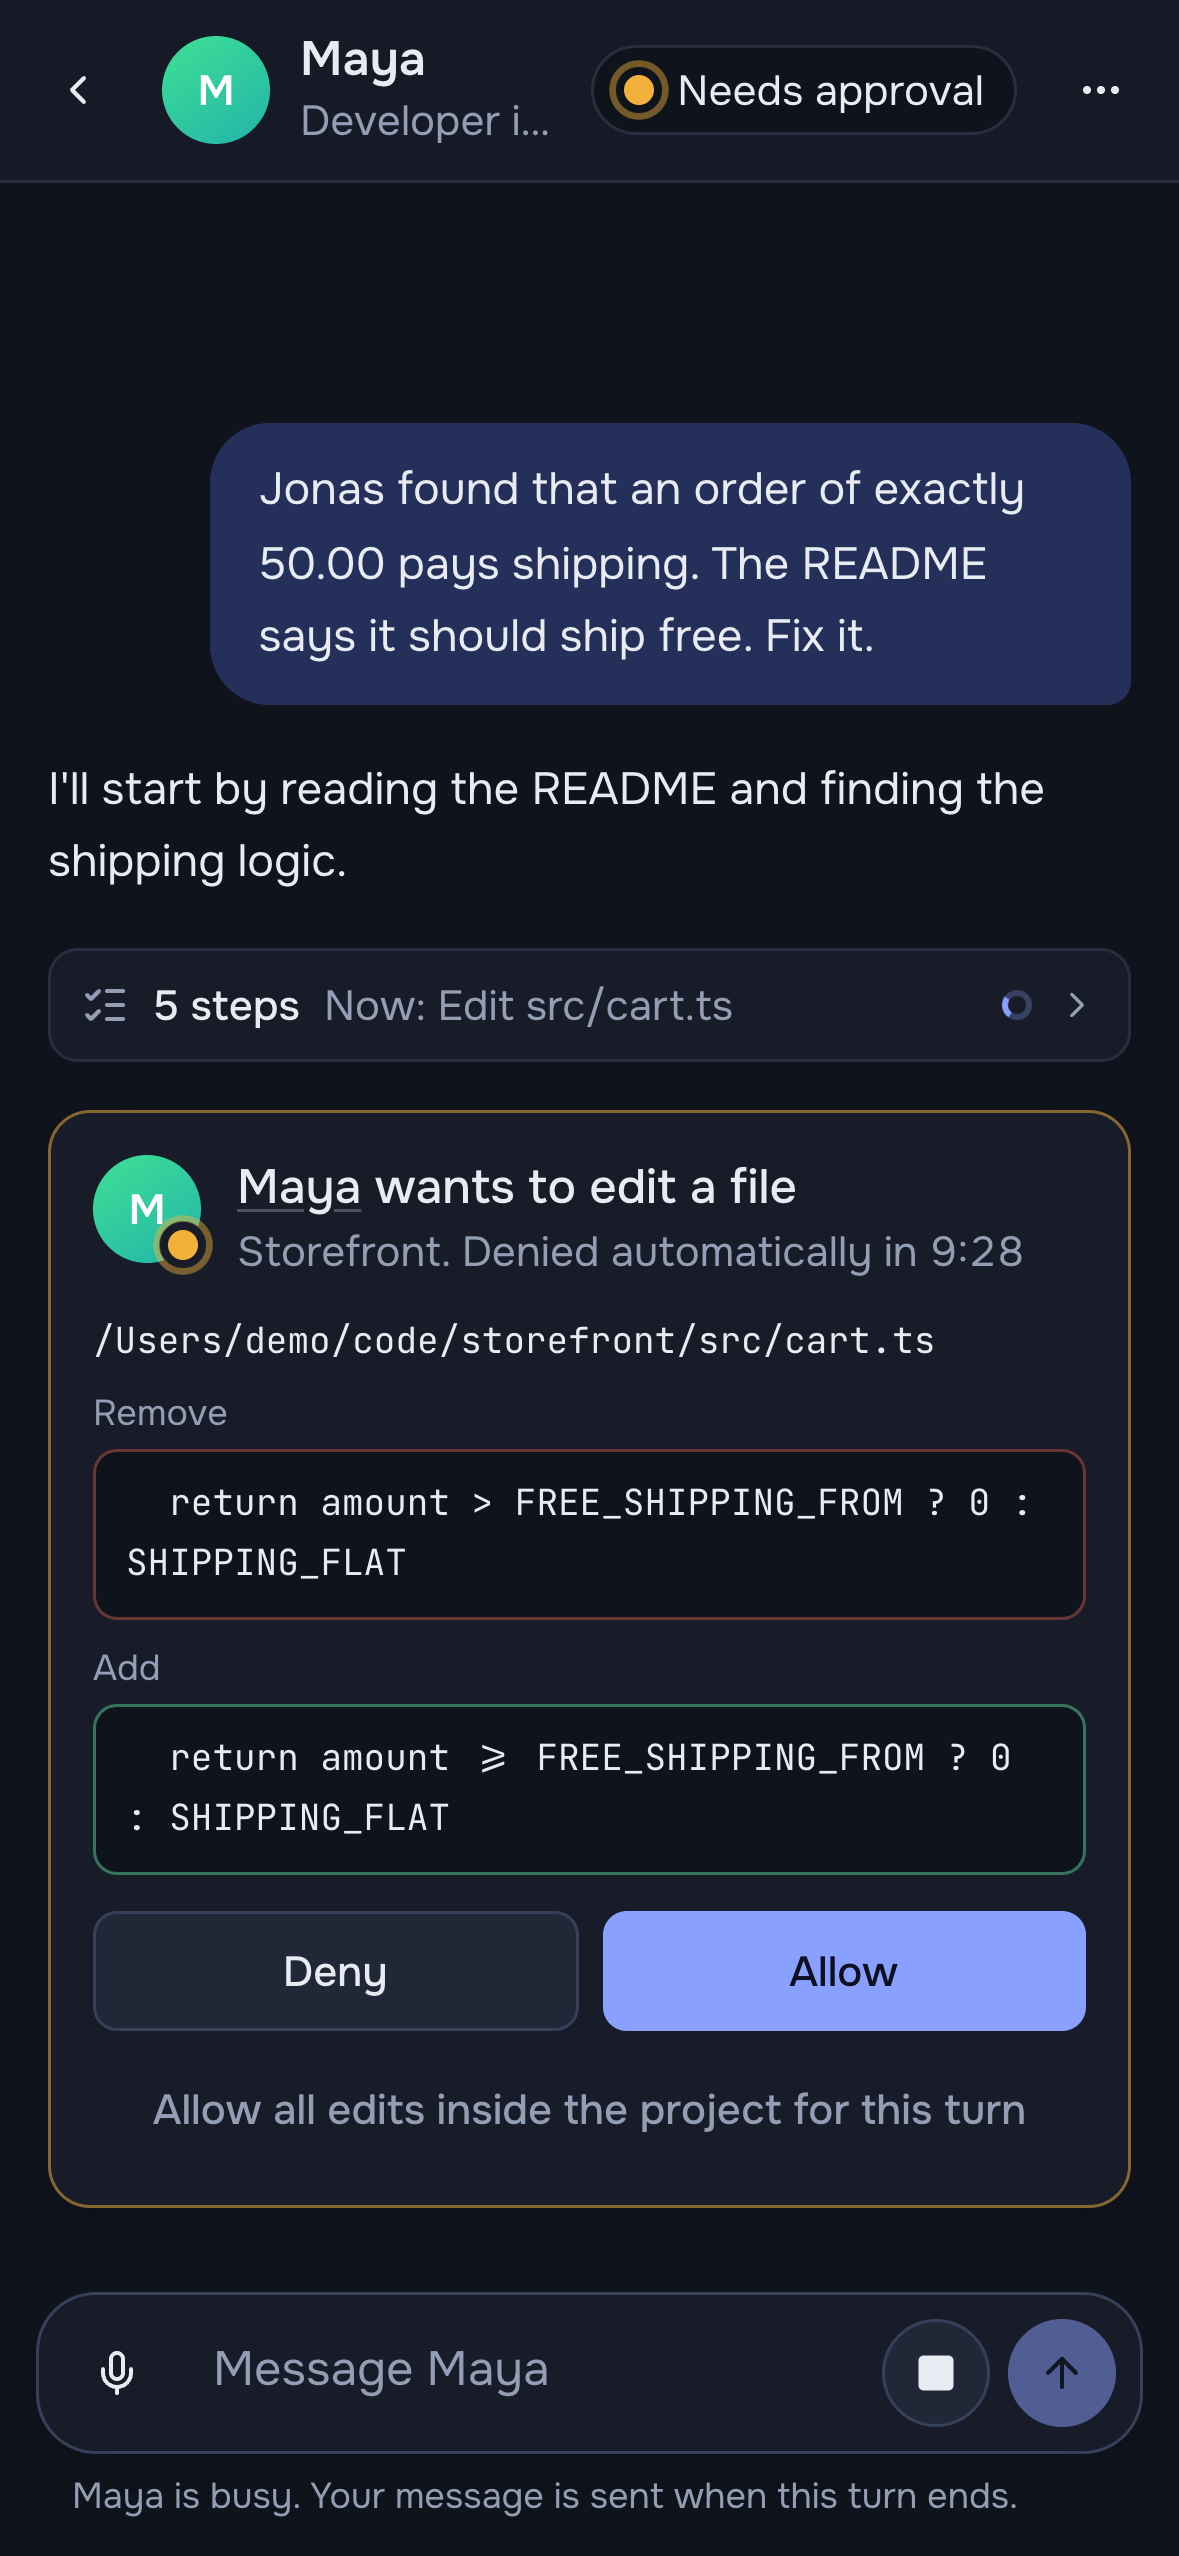 M
Maya
Developer i...
Needs approval
Jonas found that an order of exactly
50.00 pays shipping. The README
says it should ship free. Fix it.
I'll start by reading the README and finding the
shipping logic.
5 steps Now: Edit src/cart.ts
M
Maya wants to edit a file
Storefront. Denied automatically in 9:28
/Users/demo/code/storefront/src/cart.ts
Remove
return amount > FREE_SHIPPING_FROM ? 0 :
SHIPPING_FLAT
Add
return amount >= FREE_SHIPPING_FROM ? 0
: SHIPPING_FLAT
Deny
Allow
Allow all edits inside the project for this turn
Message Maya
Maya is busy. Your message is sent when this turn ends.